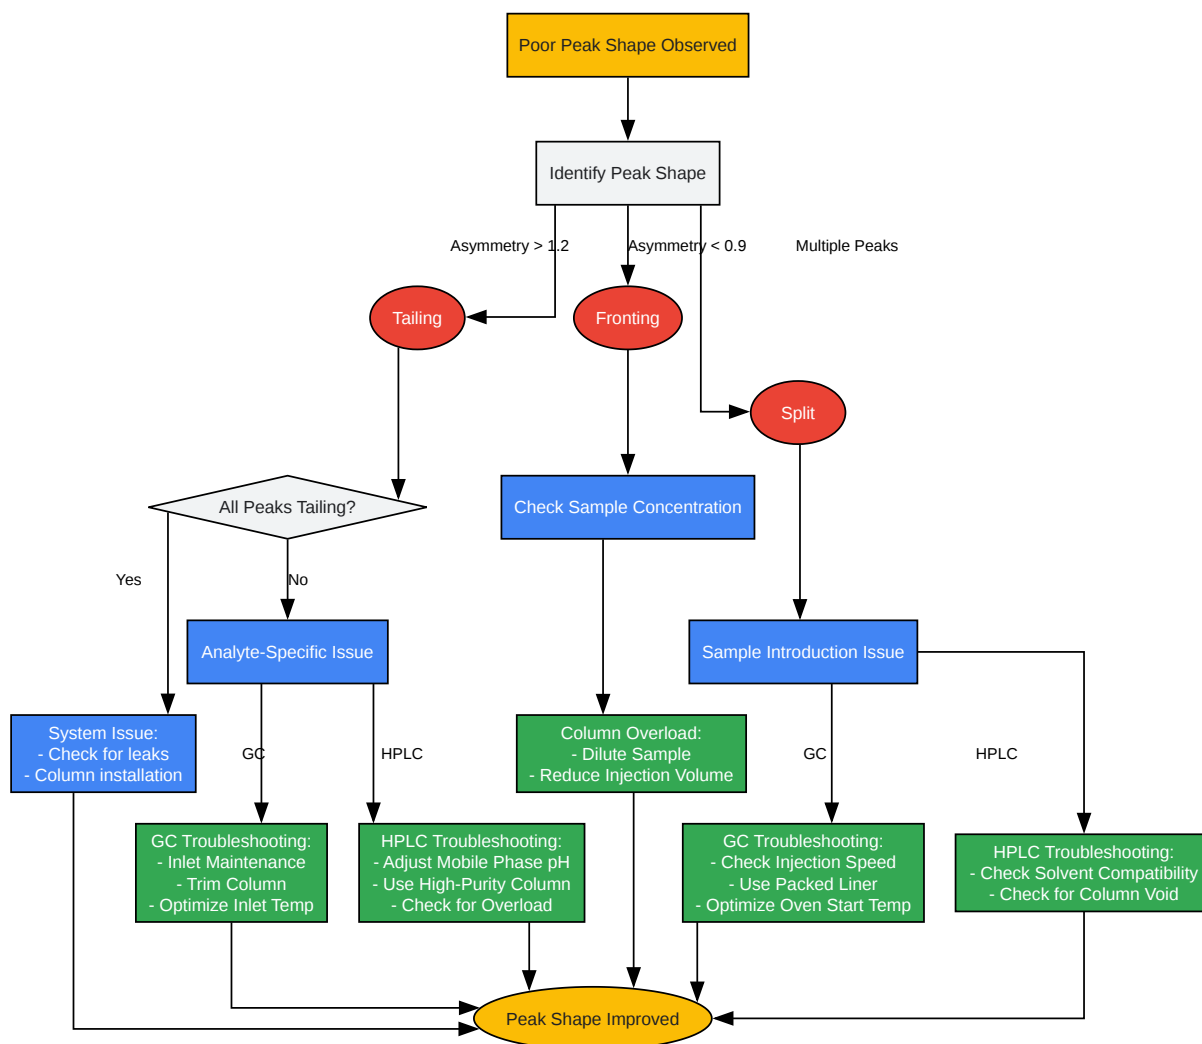 Poor Peak Shape Observed
Identify Peak Shape
Asymmetry > 1.2
Asymmetry < 0.9
Multiple Peaks
Tailing
Fronting
Split
All Peaks Tailing?
Check Sample Concentration
Yes
No
Analyte-Specific Issue
Sample Introduction Issue
System Issue:
- Check for leaks
- Column installation
GC
HPLC
Column Overload:
- Dilute Sample
- Reduce Injection Volume
GC
HPLC
GC Troubleshooting:
- Inlet Maintenance
- Trim Column
- Optimize Inlet Temp
HPLC Troubleshooting:
- Adjust Mobile Phase pH
- Use High-Purity Column
- Check for Overload
GC Troubleshooting:
- Check Injection Speed
- Use Packed Liner
- Optimize Oven Start Temp
HPLC Troubleshooting:
- Check Solvent Compatibility
- Check for Column Void
Peak Shape Improved